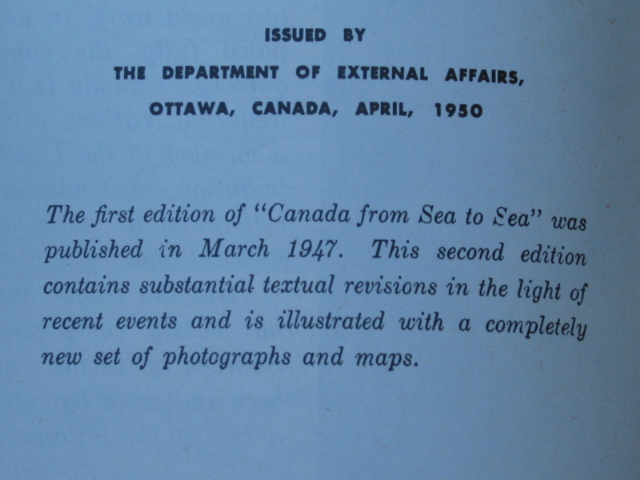 ISSUED BY
THE DEPARTMENT OF EXTERNAL AFFAIRS,
OTTAWA, CANADA, APRIL, 1950
The first edition of "Canada from Sea to Sea" was
published in March 1947. This second edition
contains substantial textual revisions in the light of
recent events and is illustrated with a completely
new set of photographs and maps.